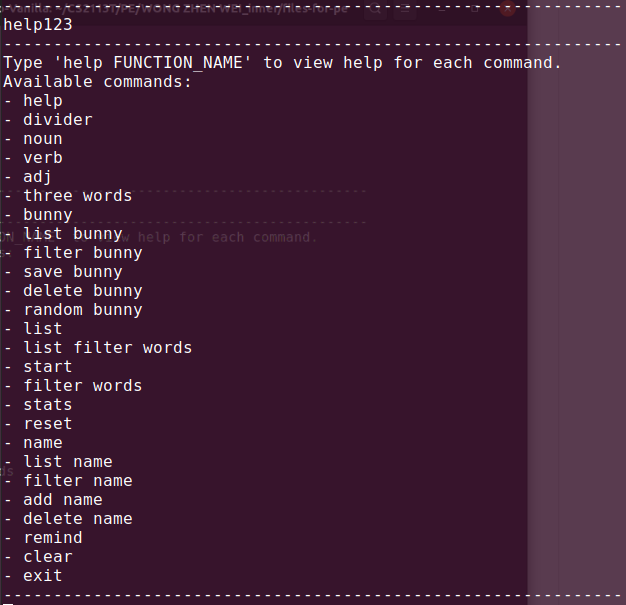 help123
Type 'help FUNCTION_NAME' to view help for each command.
Available commands:
- help
- divider
- noun
- verb
- adj
- three words
- bunny
- list bunny
- filter bunny
- save bunny
- delete bunny
- random bunny
- list
- list filter words
- start
- filter words
- stats
- reset
- name
- list name
- filter name
- add name
- delete name
- remind
- clear
- exit